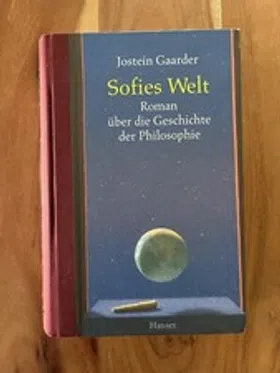 Jostein Gaarder
Sofies Welt
Roman
über die Geschichte
der Philosophie
Hanser